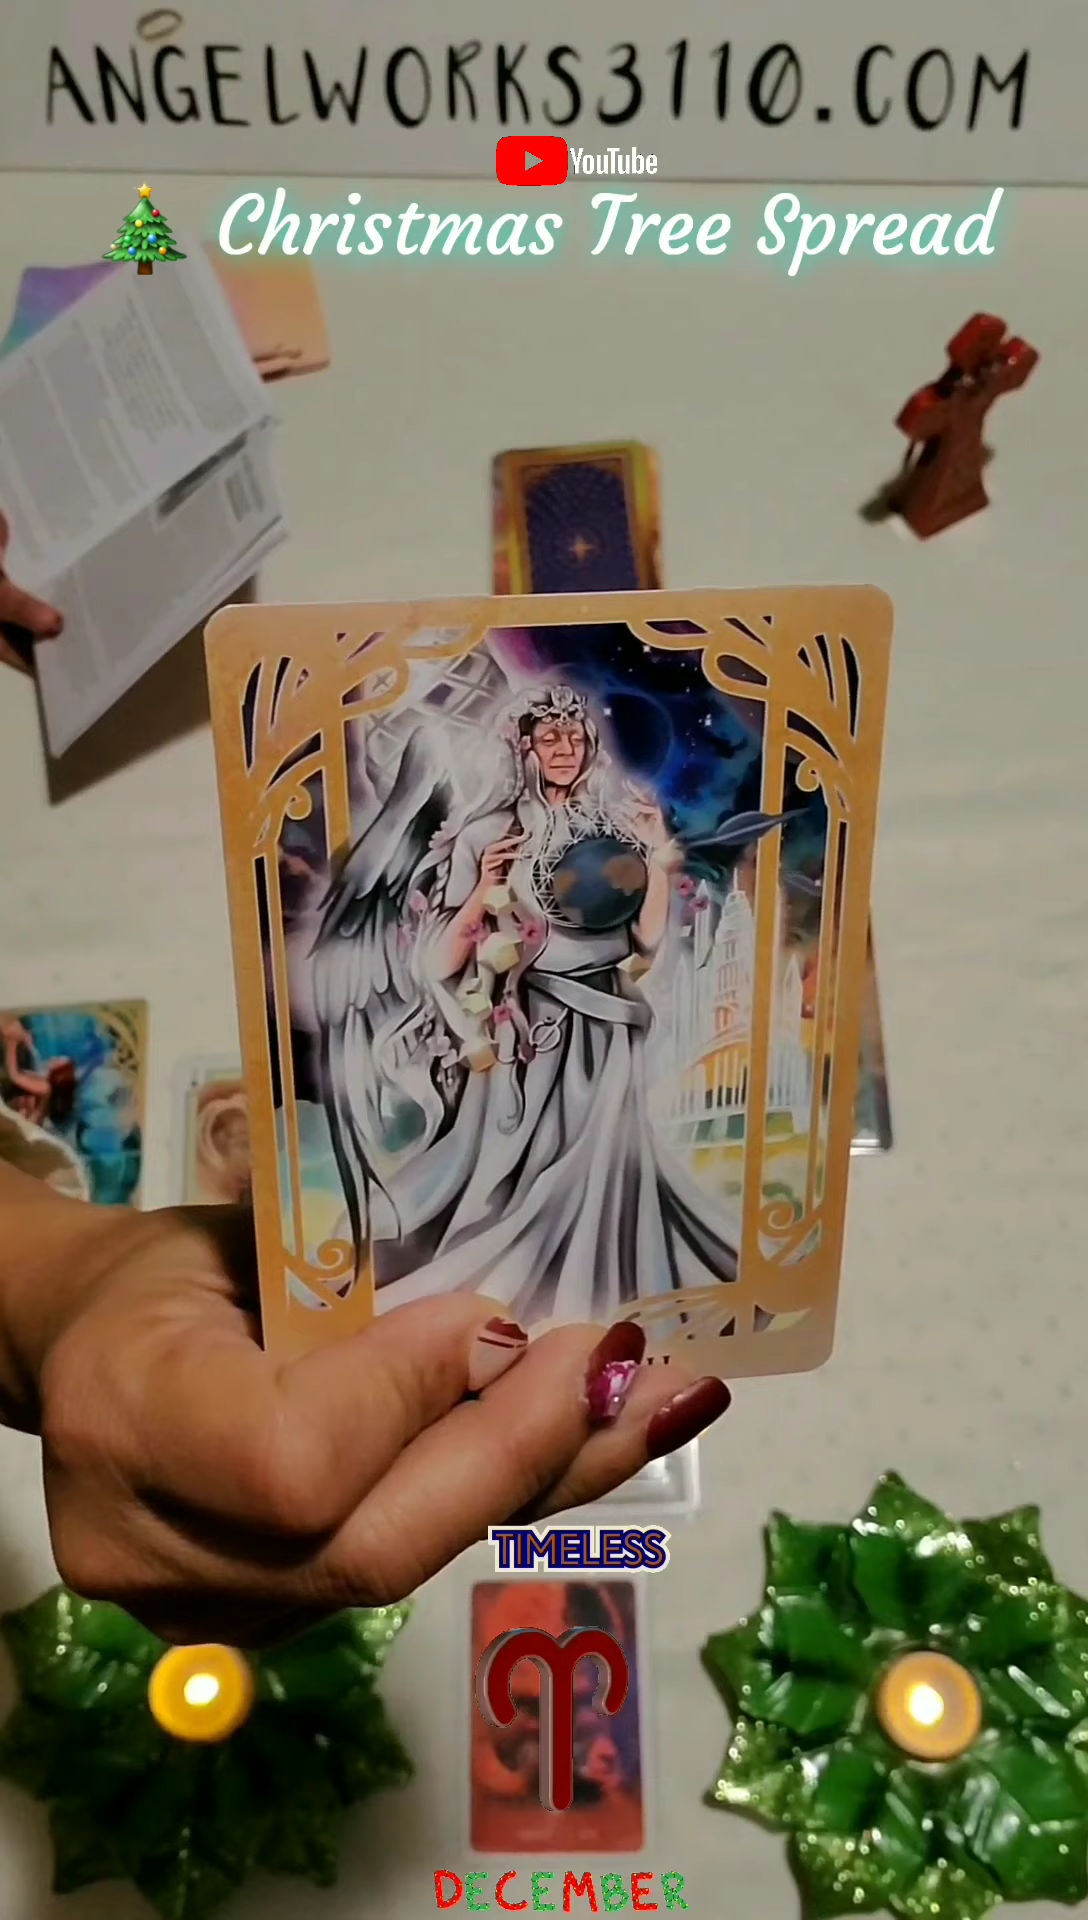 ANGELWORKS3110.COM
YouTube
Christmas Tree Spread
TIMELESS
DECEMBER